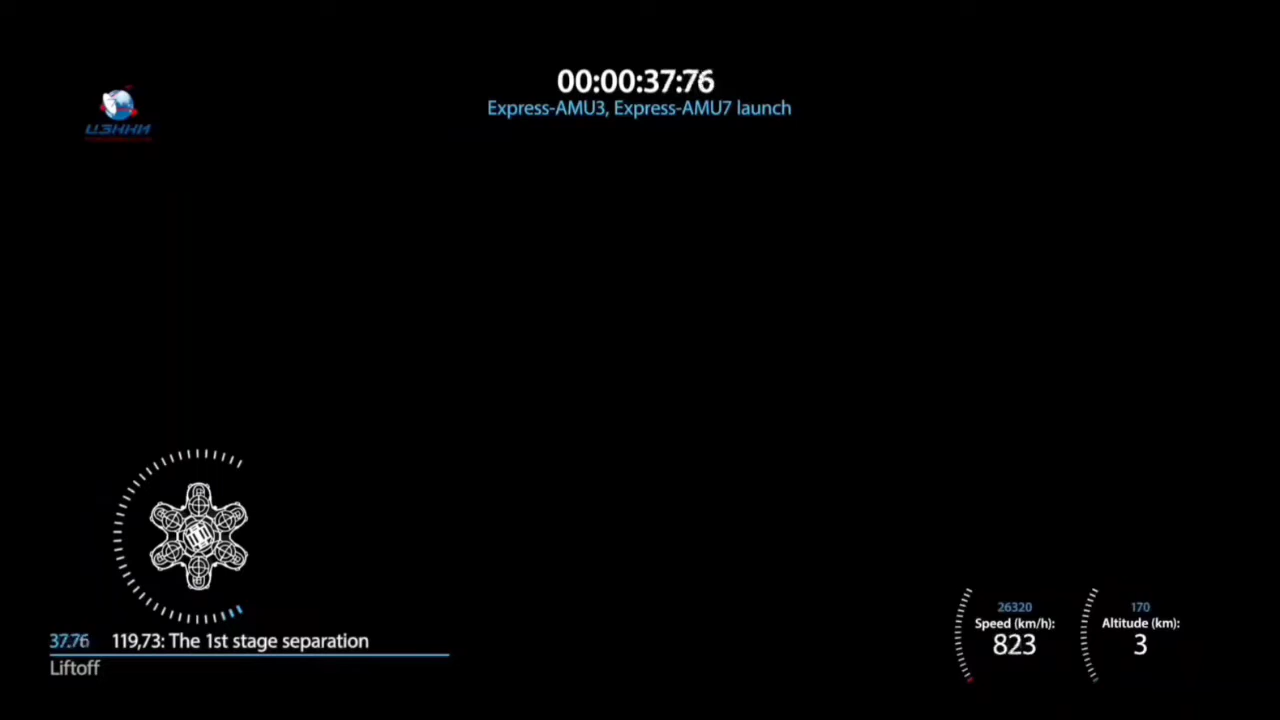 00:00:37:76
Express-AMU3, Express-AMU7 launch
ЦЭННИ
37.76 119,73: The 1st stage separation
Liftoff
26320
Speed (km/h):
823
170
Altitude (km):
3